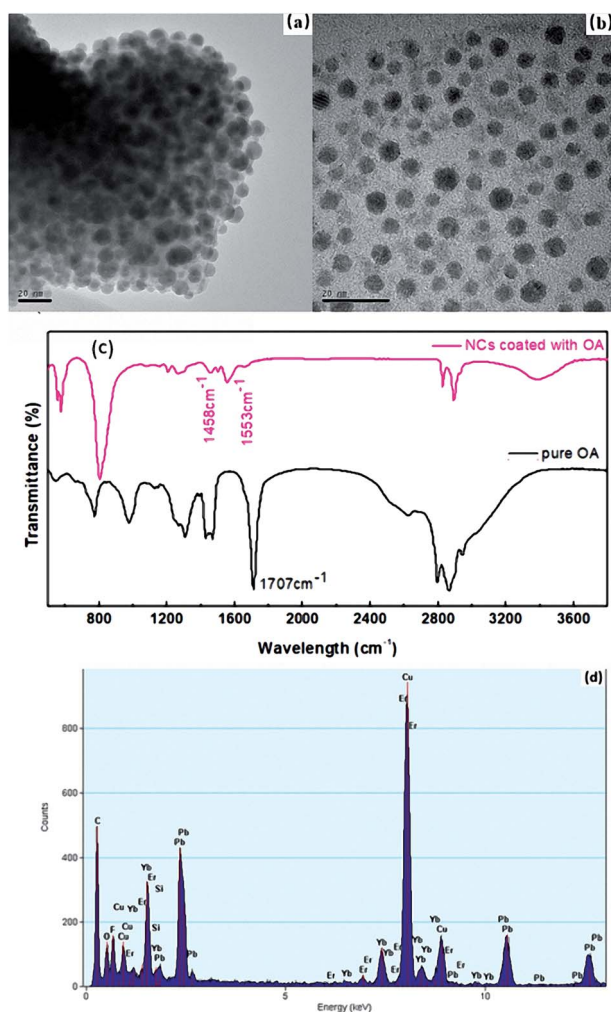 (a)
(b)
20 nm
20 nm
(c)
NCs coated with OA
1458cm-1
1553cm-1
pure OA
1707cm-1
Transmittance (%)
800 1200 1600 2000 2400 2800 3200 3600
Wavelength (cm-1)
(d)
Counts
800
600
400
200
0
C
O
F
Cu
Cu
Cu
Yb
Er
Er
Yb
Er
Si
Si
Yb
Pb
Pb
Pb
Pb
Er
Yb
Er
Er
Yb
Yb
Er
Er
Cu
Er
Er
Yb
Yb
Yb
Cu
Er
Pb
Er
Yb
Yb
Pb
Pb
Pb
Pb
Pb
Pb
0 5 10
Energy (keV)